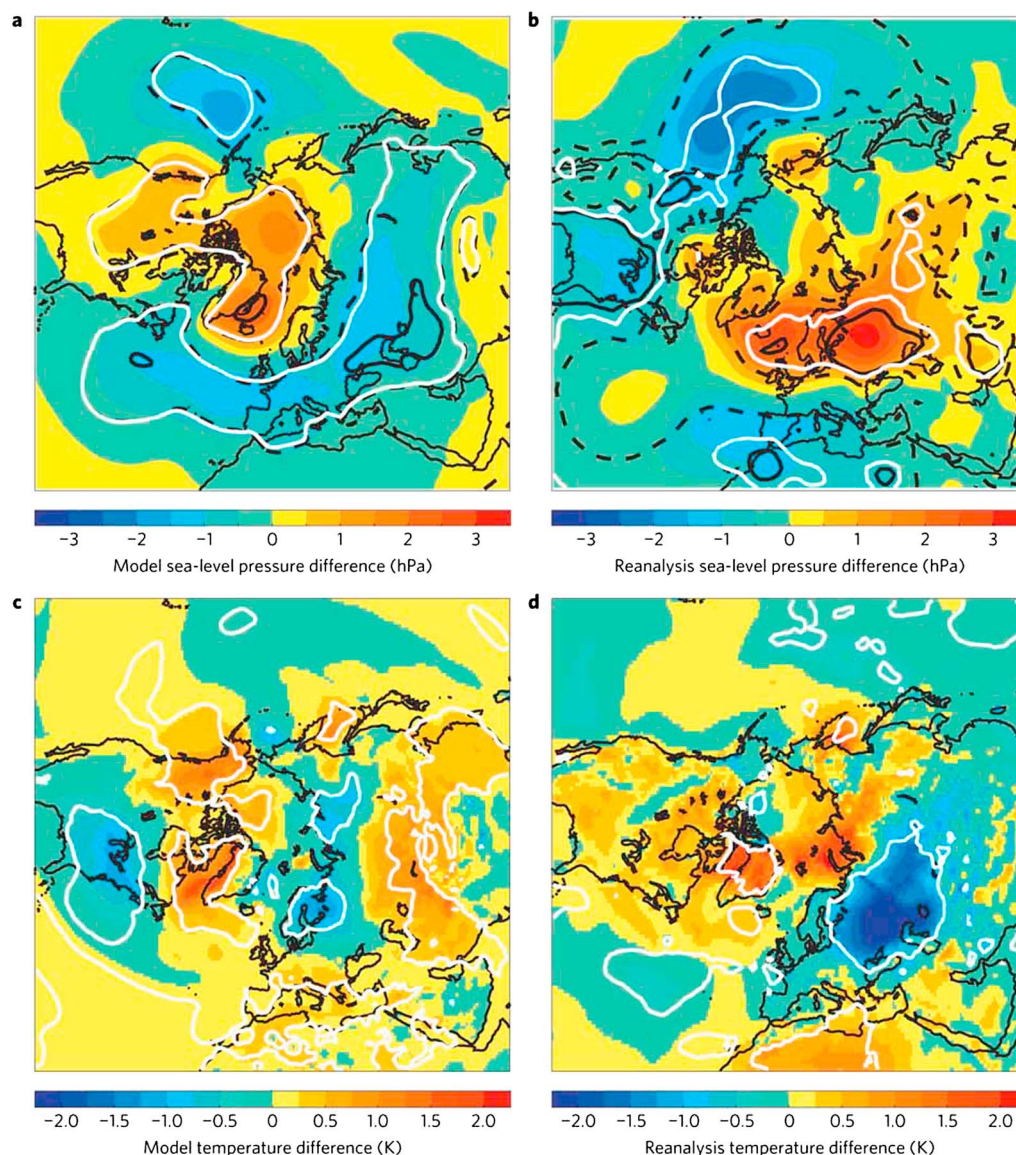 a
b
−3 −2 −1 0 1 2 3
Model sea-level pressure difference (hPa)
−3 −2 −1 0 1 2 3
Reanalysis sea-level pressure difference (hPa)
c
d
−2.0 −1.5 −1.0 −0.5 0 0.5 1.0 1.5 2.0
Model temperature difference (K)
−2.0 −1.5 −1.0 −0.5 0 0.5 1.0 1.5 2.0
Reanalysis temperature difference (K)